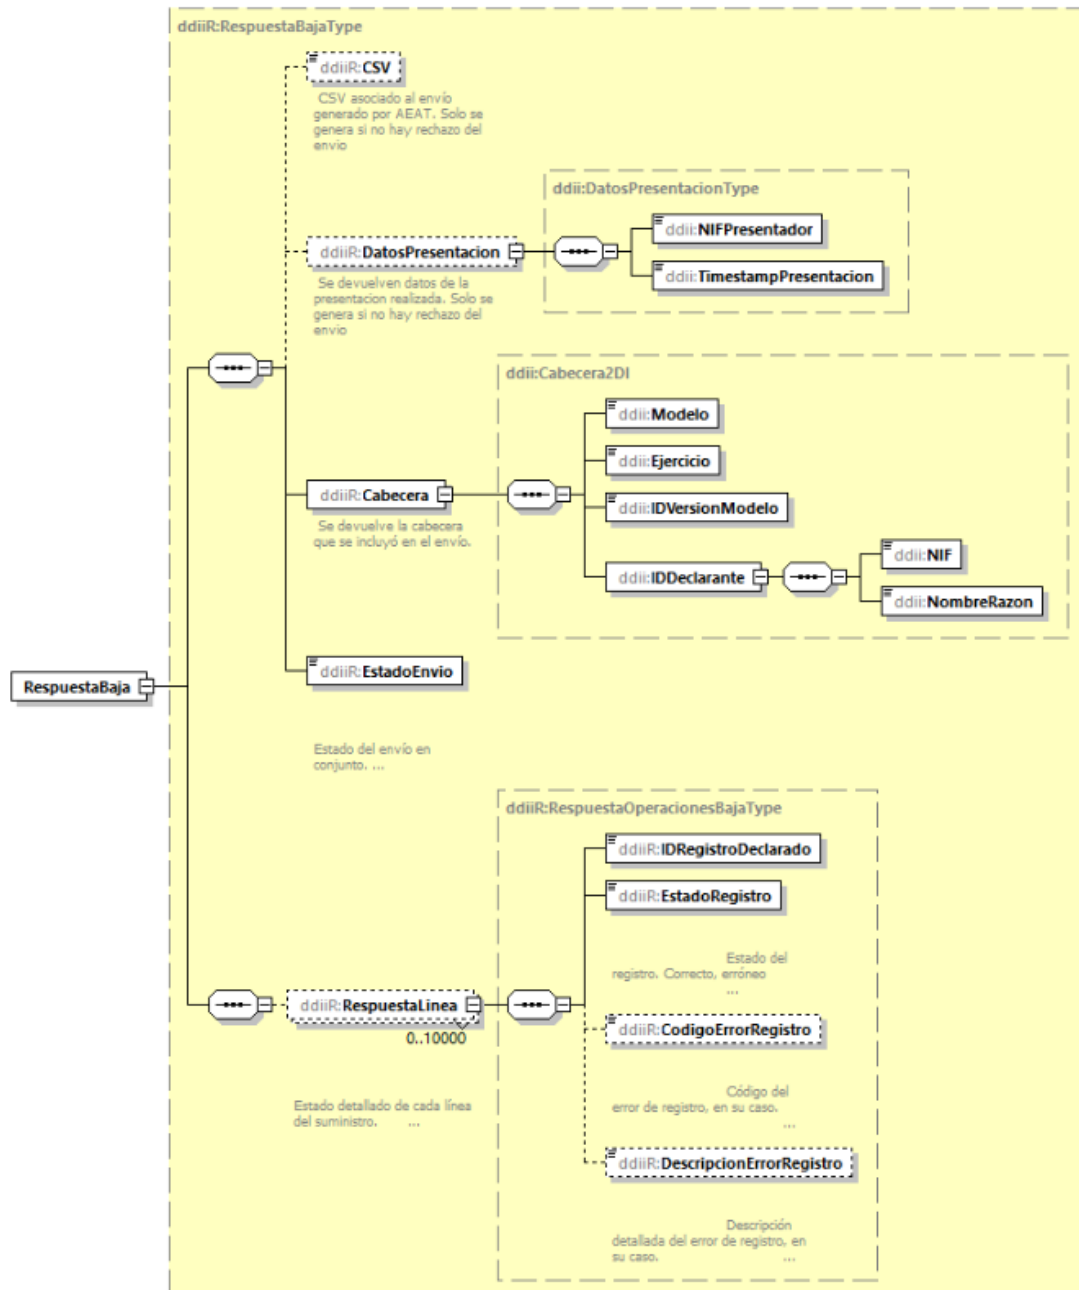 ddiiR:RespuestaBajaType
ddiiR:CSV
CSV asociado al envío
generado por AEAT. Solo se
genera si no hay rechazo del
envio
ddii:DatosPresentacionType
ddiiR:DatosPresentacion
ddii:NIFPresentador
ddii:TimestampPresentacion
Se devuelven datos de la
presentacion realizada. Solo se
genera si no hay rechazo del
envio
ddii:Cabecera2DI
ddii:Modelo
ddii:Ejercicio
ddiiR:Cabecera
ddii:IDVersionModelo
Se devuelve la cabecera
que se incluyó en el envío.
ddii:IDDeclarante
ddii:NIF
ddii:NombreRazon
RespuestaBaja
ddiiR:EstadoEnvio
Estado del envío en
conjunto. ...
ddiiR:RespuestaOperacionesBajaType
ddiiR:IDRegistroDeclarado
ddiiR:EstadoRegistro
Estado del
registro. Correcto, erróneo
...
ddiiR:RespuestaLinea
0..10000
Estado detallado de cada línea
del suministro. ...
ddiiR:CodigoErrorRegistro
Código del
error de registro, en su caso.
...
ddiiR:DescripcionErrorRegistro
Descripción
detallada del error de registro, en
su caso. ...